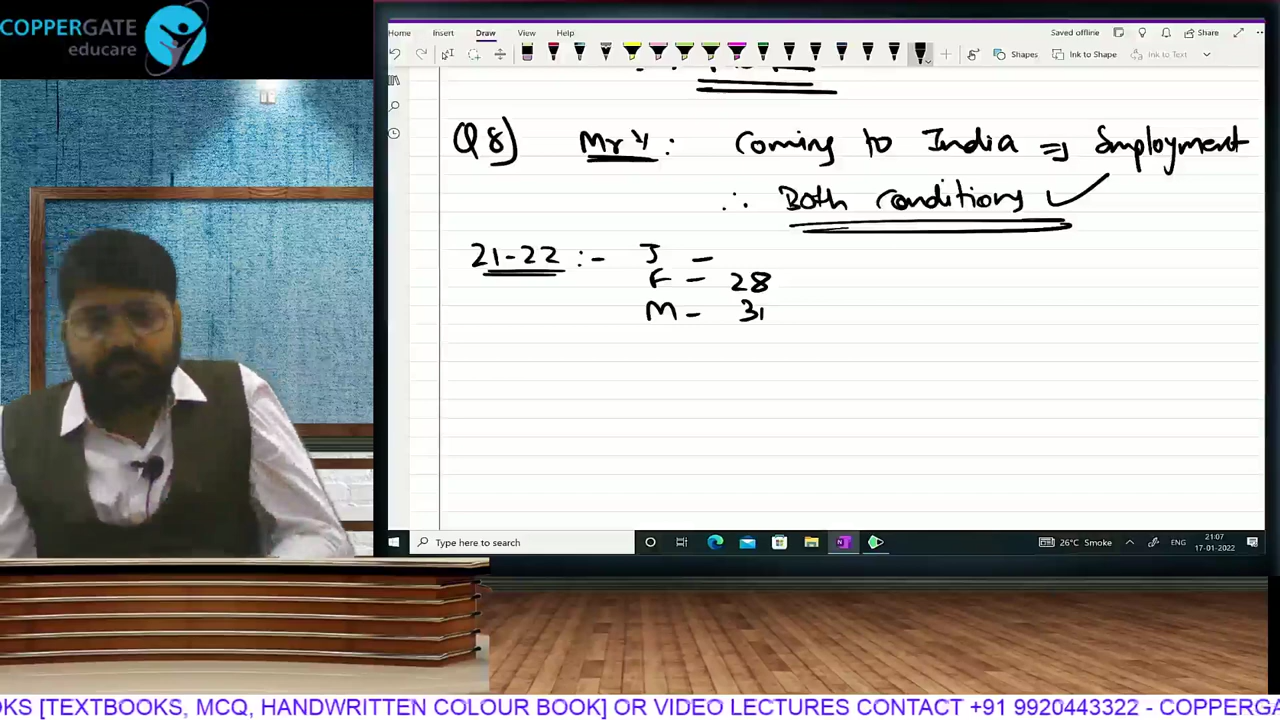 COPPERGATE
educare
Home Insert Draw View Help
Saved offline
Share
Shapes
Ink to Shape
Ink to Text
Q8) Mr Y : Coming to India ⇒ Employment
∴ Both conditions ✓
21-22 :- J -
F - 28
M - 31
Type here to search
26°C Smoke
ENG
21:07
17-01-2022
OKS [TEXTBOOKS, MCQ, HANDWRITTEN COLOUR BOOK] OR VIDEO LECTURES CONTACT +91 9920443322 - COPPERGA